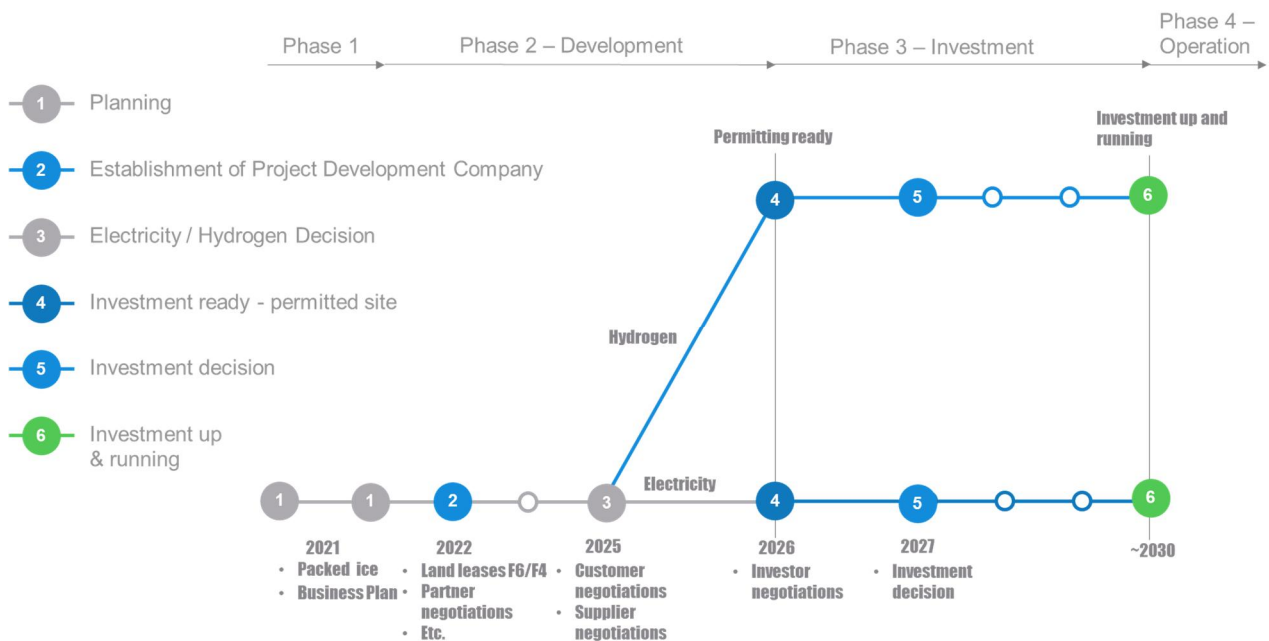 Phase 1
Phase 2 – Development
Phase 3 – Investment
Phase 4 –
Operation
1 Planning
2 Establishment of Project Development Company
3 Electricity / Hydrogen Decision
4 Investment ready - permitted site
5 Investment decision
6 Investment up
& running
Permitting ready
Investment up and
running
4
5
6
Hydrogen
Electricity
1
1
2
3
4
5
6
2021
• Packed ice
• Business Plan
2022
• Land leases F6/F4
• Partner
negotiations
• Etc.
2025
• Customer
negotiations
• Supplier
negotiations
2026
• Investor
negotiations
2027
• Investment
decision
~2030